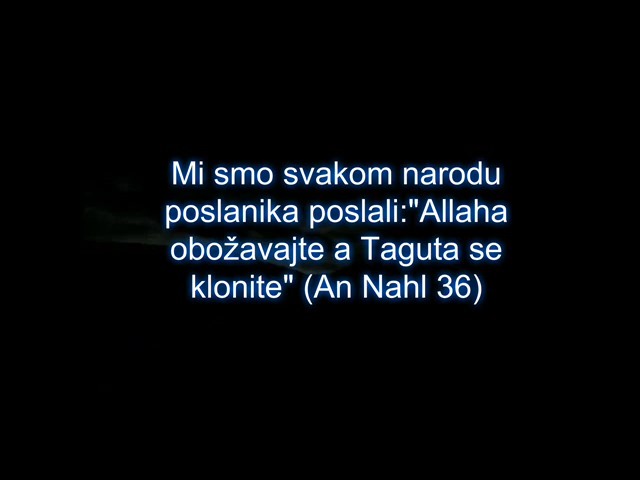 Mi smo svakom narodu
poslanika poslali:"Allaha
obožavajte a Taguta se
klonite" (An Nahl 36)